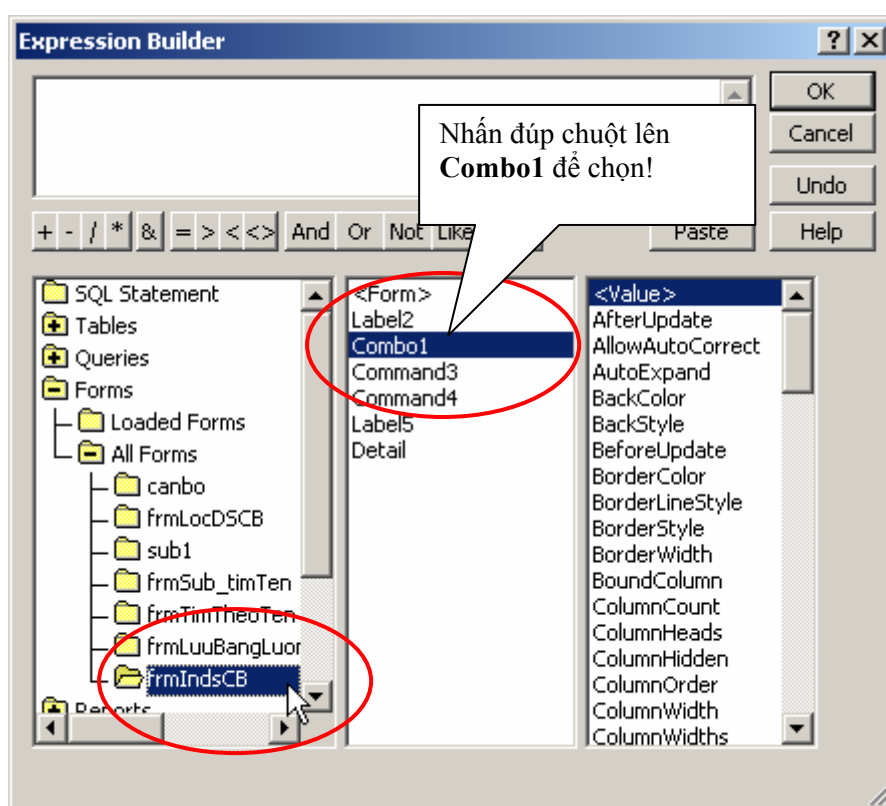 Expression Builder
OK
Nhấn đúp chuột lên
Combo1 để chọn!
Cancel
Undo
+ - / * & = > < <> And Or Not Like Paste Help
SQL Statement
Tables
Queries
Forms
Loaded Forms
All Forms
canbo
frmLocDSCB
sub1
frmSub_timTen
frmTimTheoTen
frmLuuBangLuor
frmIndsCB
Reports
<Form>
Label2
Combo1
Command3
Command4
Label5
Detail
<Value>
AfterUpdate
AllowAutoCorrect
AutoExpand
BackColor
BackStyle
BeforeUpdate
BorderColor
BorderLineStyle
BorderStyle
BorderWidth
BoundColumn
ColumnCount
ColumnHeads
ColumnHidden
ColumnOrder
ColumnWidth
ColumnWidths